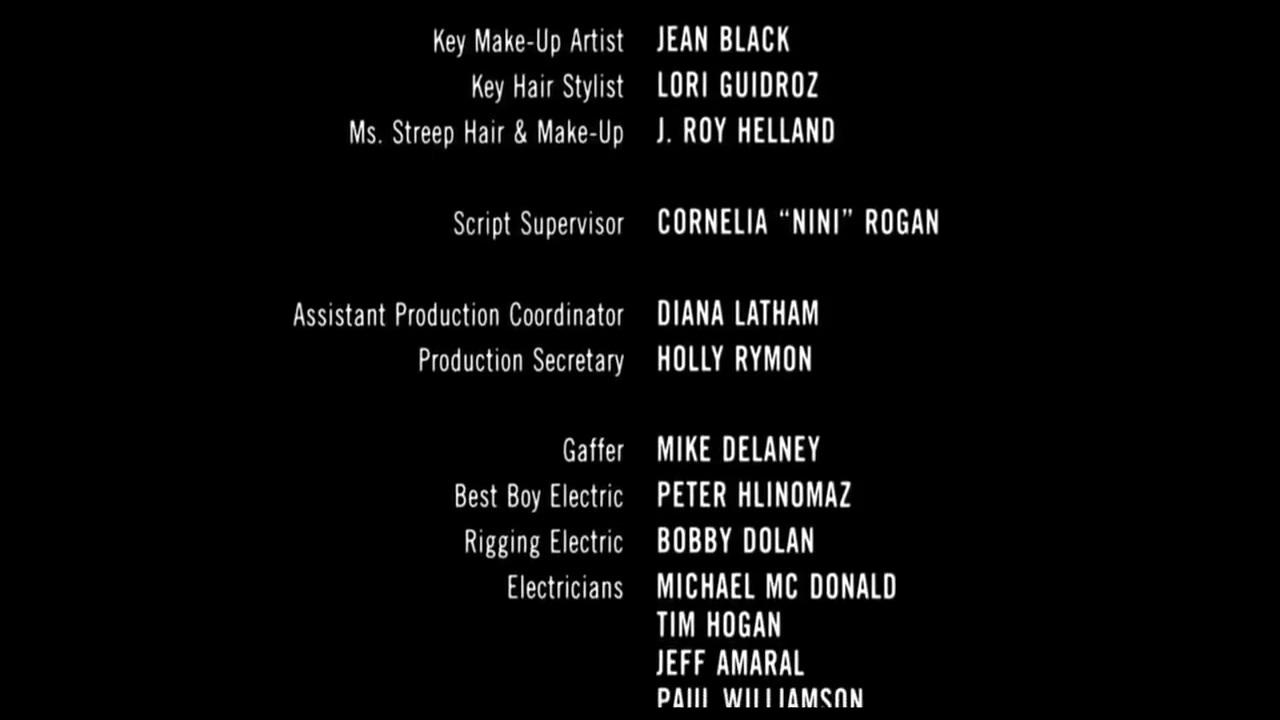 Key Make-Up Artist JEAN BLACK
Key Hair Stylist LORI GUIDROZ
Ms. Streep Hair & Make-Up J. ROY HELLAND
Script Supervisor CORNELIA “NINI” ROGAN
Assistant Production Coordinator DIANA LATHAM
Production Secretary HOLLY RYMON
Gaffer MIKE DELANEY
Best Boy Electric PETER HLINOMAZ
Rigging Electric BOBBY DOLAN
Electricians MICHAEL MC DONALD
TIM HOGAN
JEFF AMARAL
PAUL WILLIAMSON